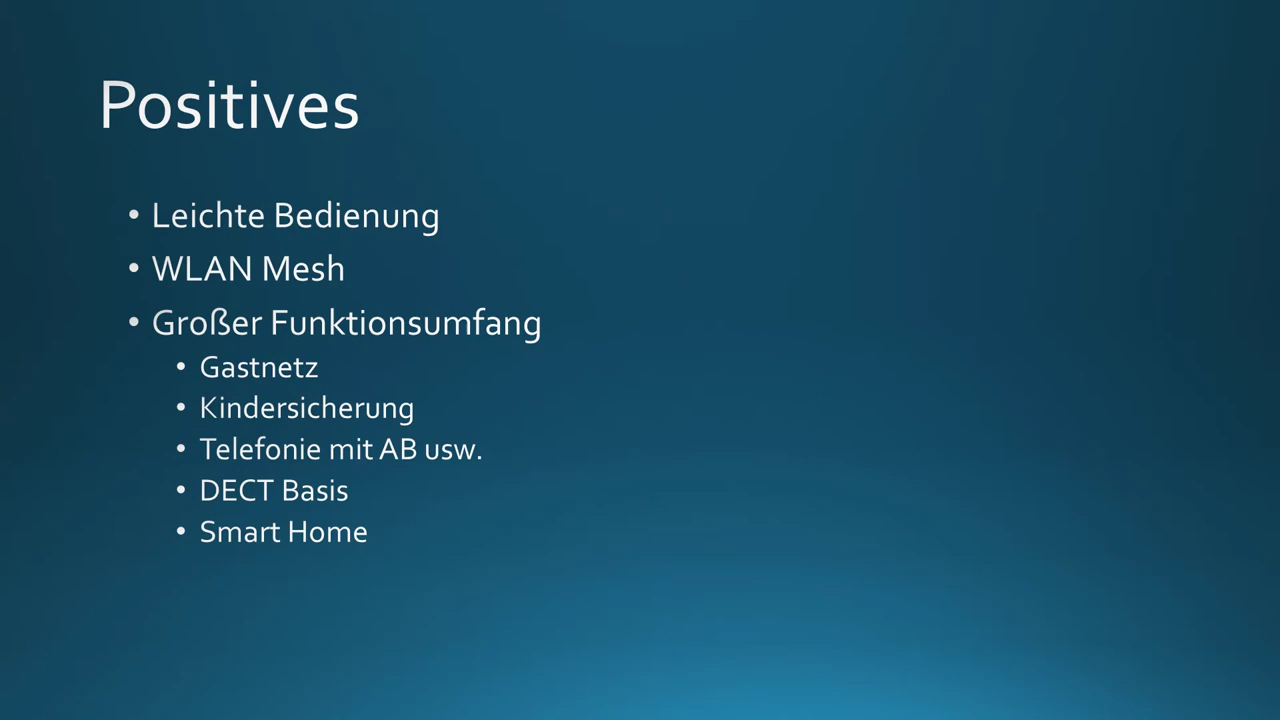 Positives
• Leichte Bedienung
• WLAN Mesh
• Großer Funktionsumfang
• Gastnetz
• Kindersicherung
• Telefonie mit AB usw.
• DECT Basis
• Smart Home